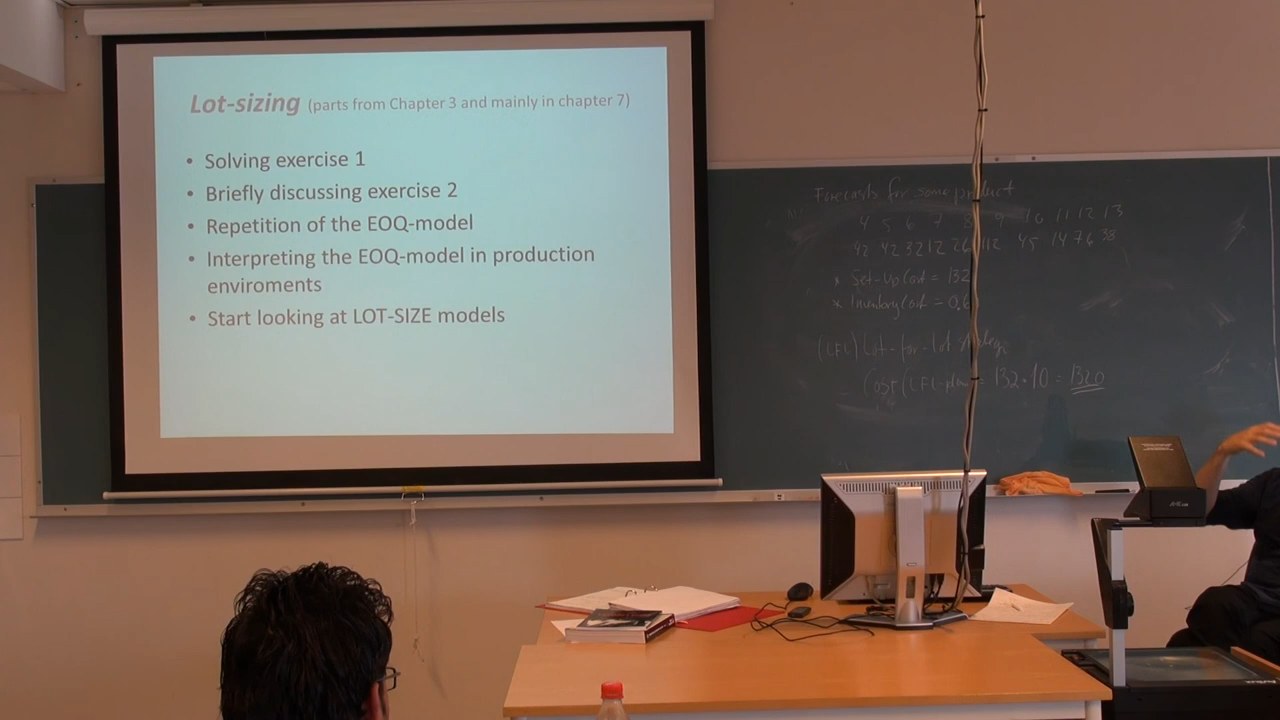 Lot-sizing (parts from Chapter 3 and mainly in chapter 7)
• Solving exercise 1
• Briefly discussing exercise 2
• Repetition of the EOQ-model
• Interpreting the EOQ-model in production
enviroments
• Start looking at LOT-SIZE models
Forecasts for some product
4 5 6 7 8 9 10 11 12 13
42 42 32 12 26 112 45 14 76 38
* Set-up Cost = 132
* Inventory Cost = 0,6
(LFL) Lot-for-lot strategy
Cost (LFL-plan) = 132 · 10 = 1320